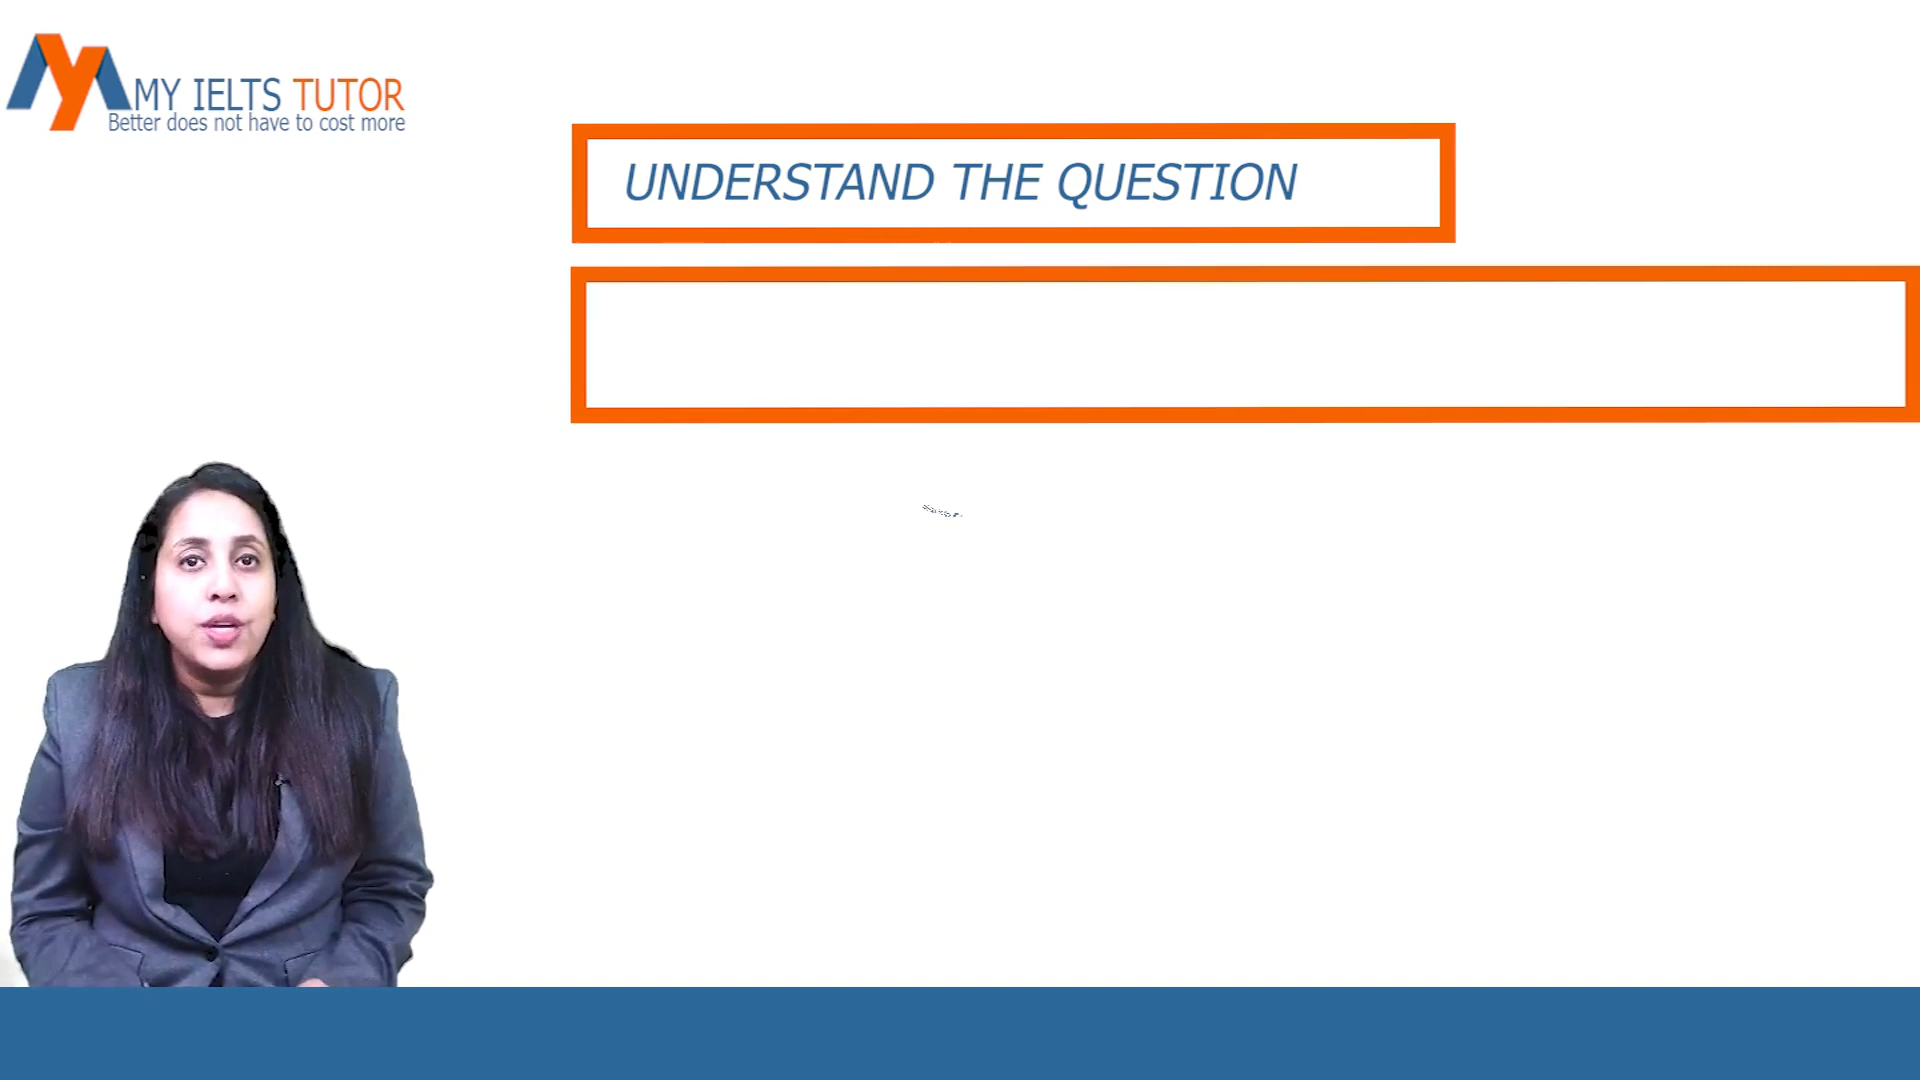 MY IELTS TUTOR
Better does not have to cost more
UNDERSTAND THE QUESTION